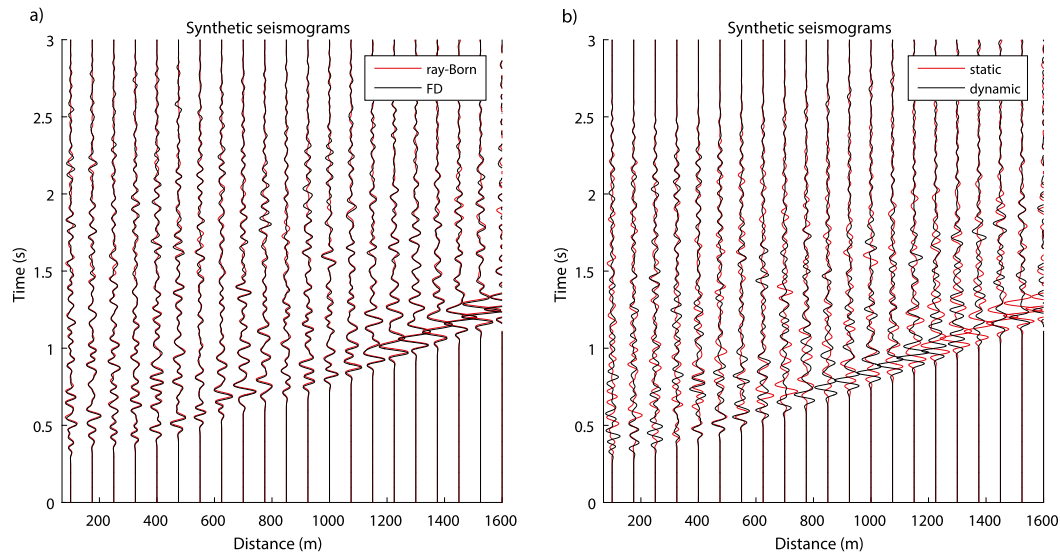 a)
Synthetic seismograms
ray-Born
FD
3
2.5
2
1.5
1
0.5
0
Time (s)
200 400 600 800 1000 1200 1400 1600
Distance (m)
b)
Synthetic seismograms
static
dynamic
3
2.5
2
1.5
1
0.5
0
Time (s)
200 400 600 800 1000 1200 1400 1600
Distance (m)